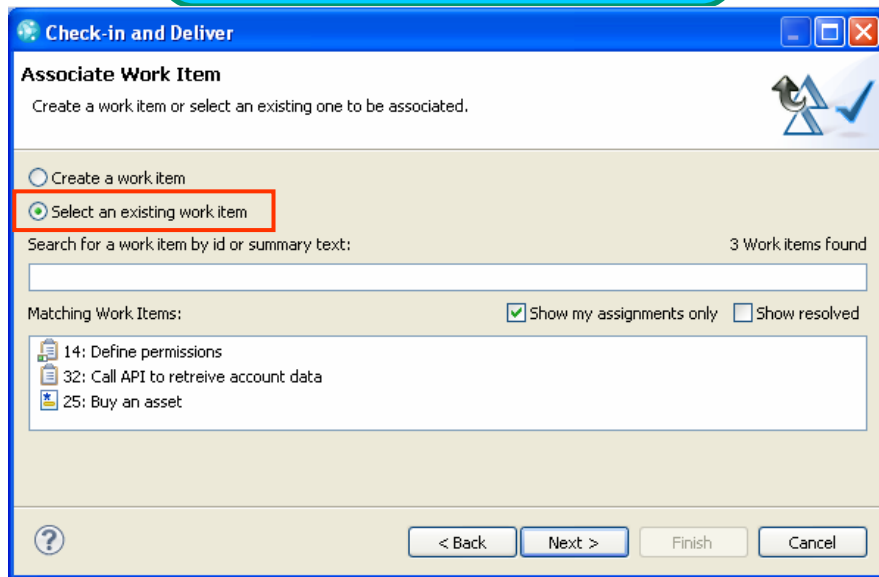 Check-in and Deliver
Associate Work Item
Create a work item or select an existing one to be associated.
Create a work item
Select an existing work item
Search for a work item by id or summary text: 3 Work items found
Matching Work Items: Show my assignments only Show resolved
14: Define permissions
32: Call API to retreive account data
25: Buy an asset
< Back Next > Finish Cancel